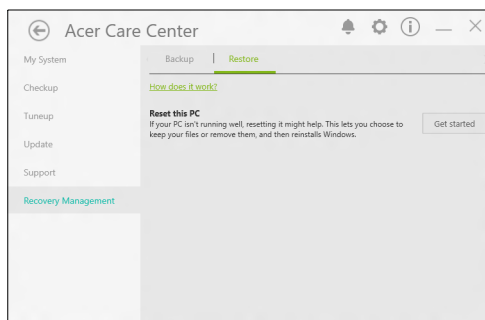 Acer Care Center
My System
Backup
Restore
Checkup
How does it work?
Tuneup
Reset this PC
If your PC isn't running well, resetting it might help. This lets you choose to
keep your files or remove them, and then reinstalls Windows.
Get started
Update
Support
Recovery Management